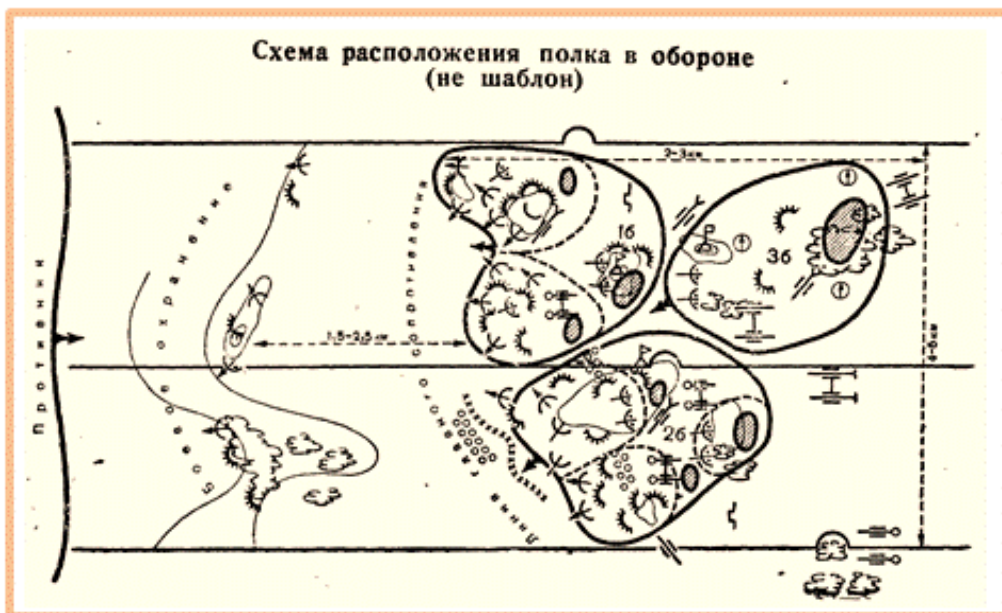 Схема расположения полка в обороне
(не шаблон)
Противник
Боевое охранение
1,5–2,5 км
Линия главного сопротивления
2–3 км
1б
3б
2б
4–6 км